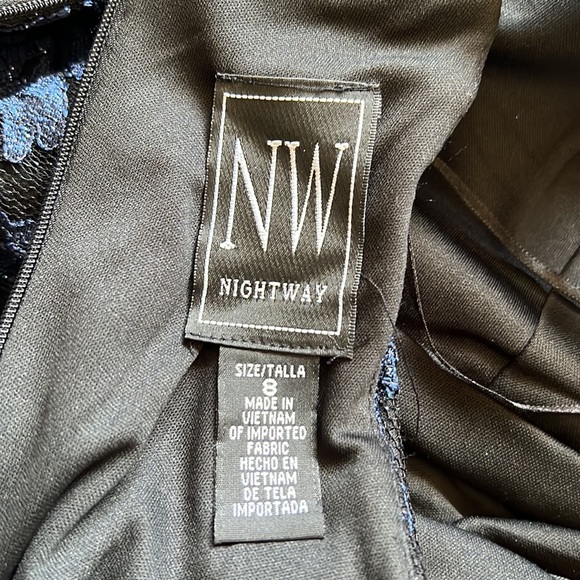 NW
NIGHTWAY
SIZE/TALLA
8
MADE IN
VIETNAM
OF IMPORTED
FABRIC
HECHO EN
VIETNAM
DE TELA
IMPORTADA